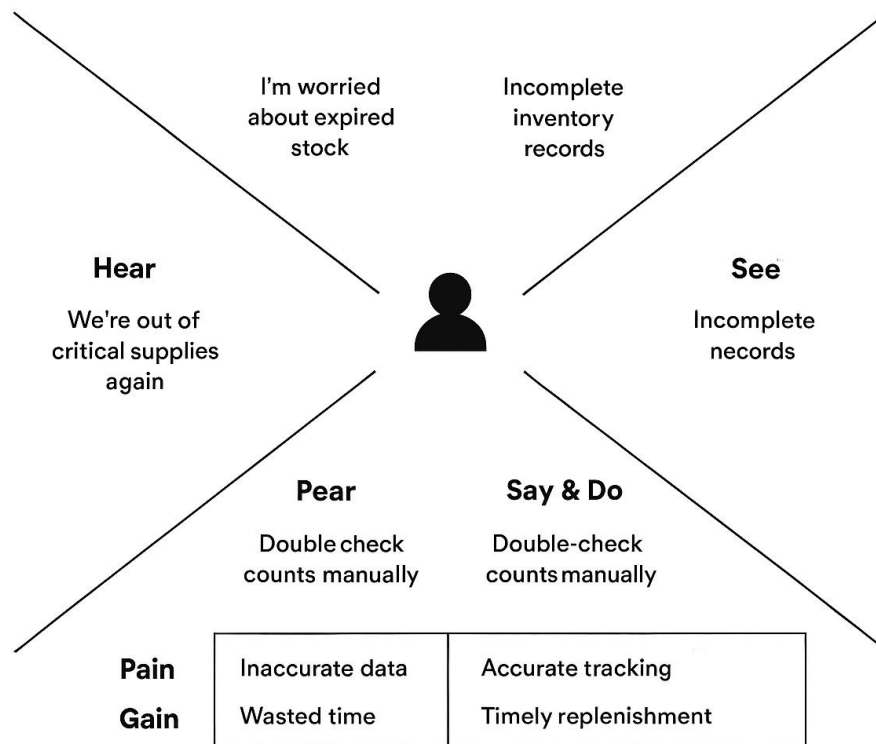 I'm worried
about expired
stock
Incomplete
inventory
records
Hear
We're out of
critical supplies
again
See
Incomplete
necords
Pear
Double check
counts manually
Say & Do
Double-check
counts manually
Pain
Inaccurate data
Accurate tracking
Gain
Wasted time
Timely replenishment